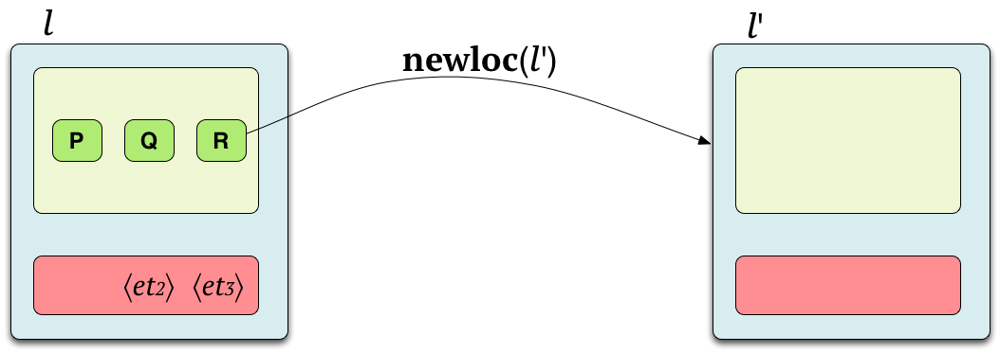 l
l'
newloc(l')
P Q R
⟨et₂⟩ ⟨et₃⟩